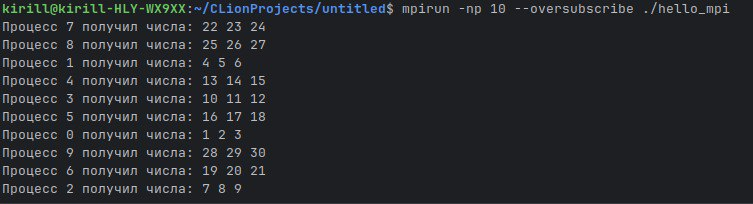 kirill@kirill-HLY-WX9XX:~/CLionProjects/untitled$ mpirun -np 10 --oversubscribe ./hello_mpi
Процесс 7 получил числа: 22 23 24
Процесс 8 получил числа: 25 26 27
Процесс 1 получил числа: 4 5 6
Процесс 4 получил числа: 13 14 15
Процесс 3 получил числа: 10 11 12
Процесс 5 получил числа: 16 17 18
Процесс 0 получил числа: 1 2 3
Процесс 9 получил числа: 28 29 30
Процесс 6 получил числа: 19 20 21
Процесс 2 получил числа: 7 8 9